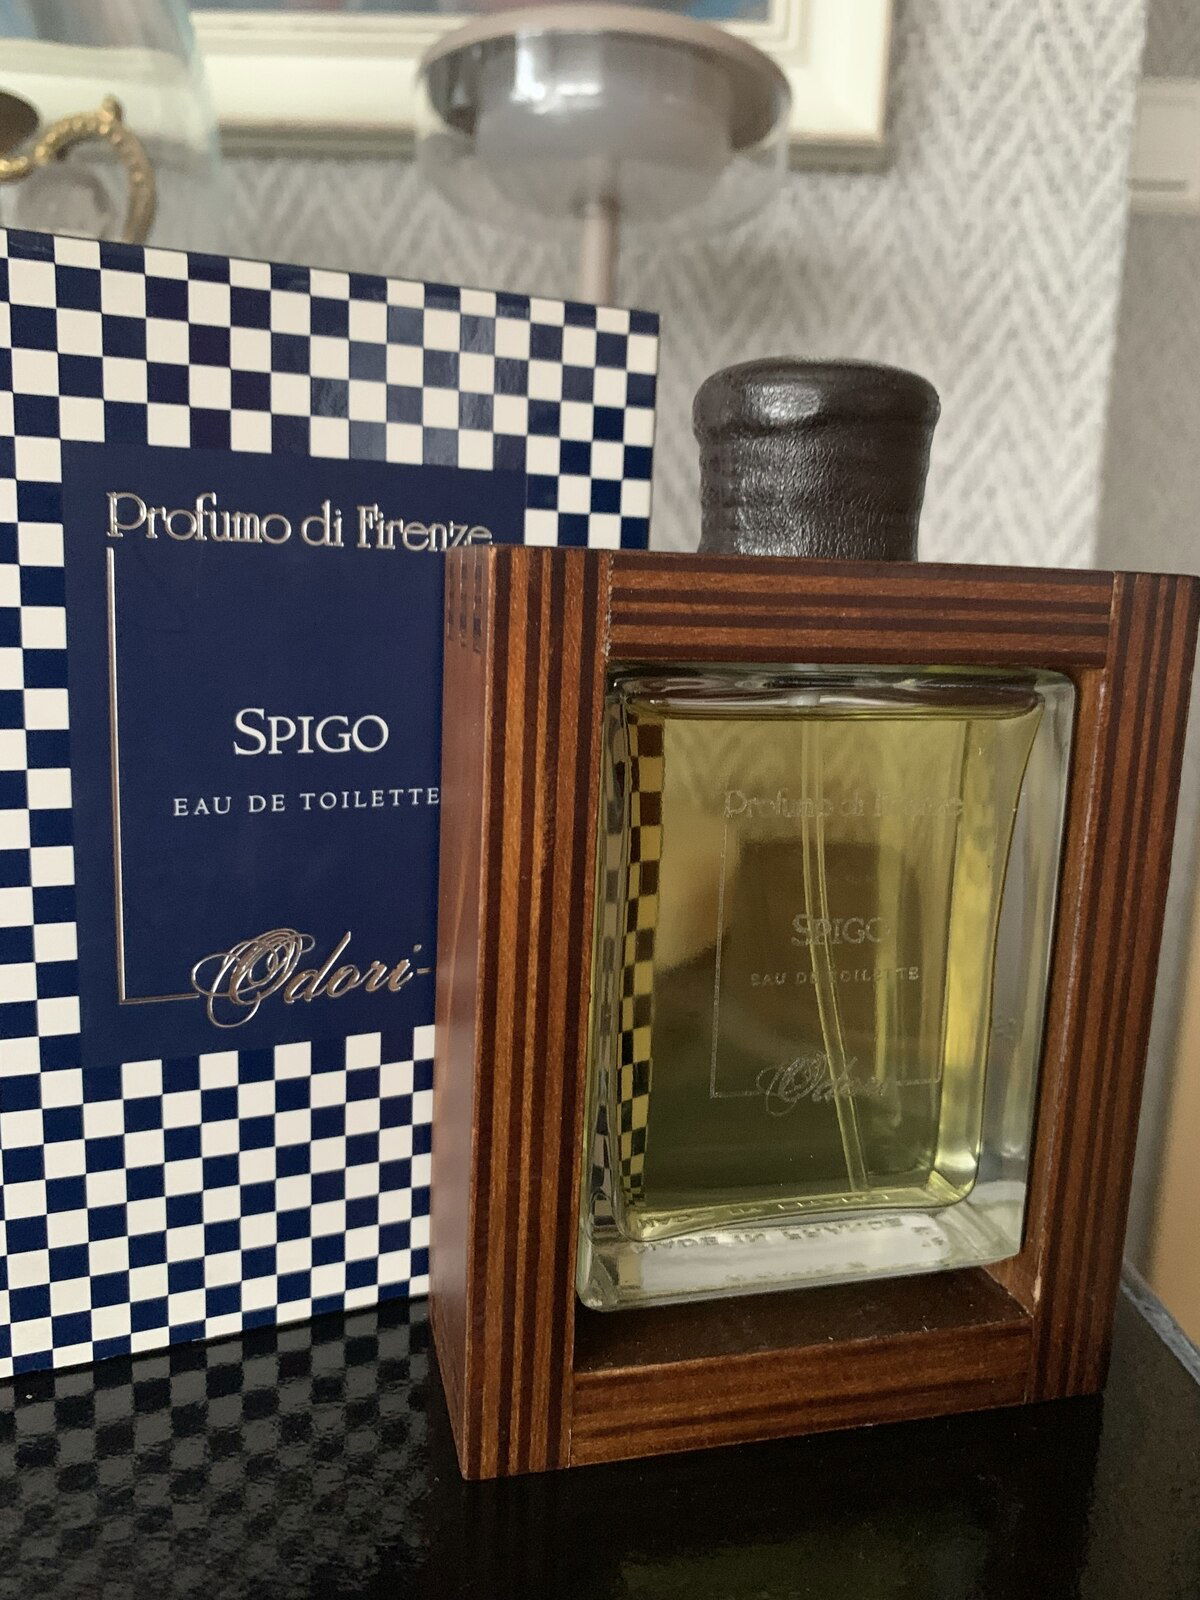 Profumo di Firenze
SPIGO
EAU DE TOILETTE
Odori
Profumo di Firenze
SPIGO
EAU DE TOILETTE
Odori